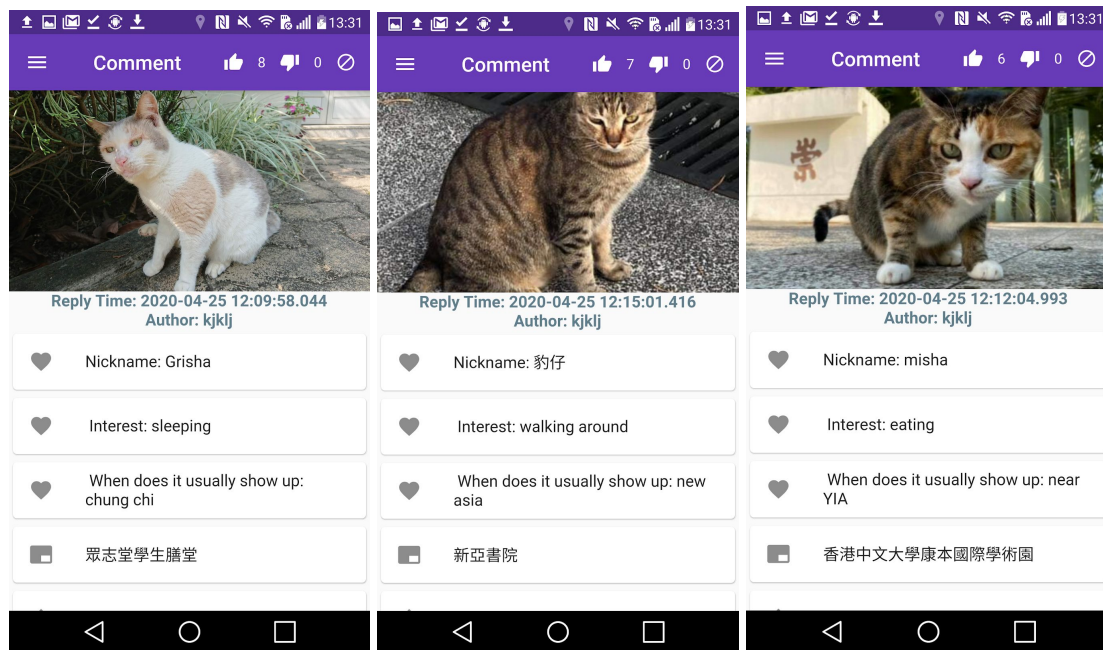 13:31
Comment
8
0
Reply Time: 2020-04-25 12:09:58.044
Author: kjklj
Nickname: Grisha
Interest: sleeping
When does it usually show up:
chung chi
眾志堂學生膳堂
13:31
Comment
7
0
Reply Time: 2020-04-25 12:15:01.416
Author: kjklj
Nickname: 豹仔
Interest: walking around
When does it usually show up: new
asia
新亞書院
13:31
Comment
6
0
崇
Reply Time: 2020-04-25 12:12:04.993
Author: kjklj
Nickname: misha
Interest: eating
When does it usually show up: near
YIA
香港中文大學康本國際學術園